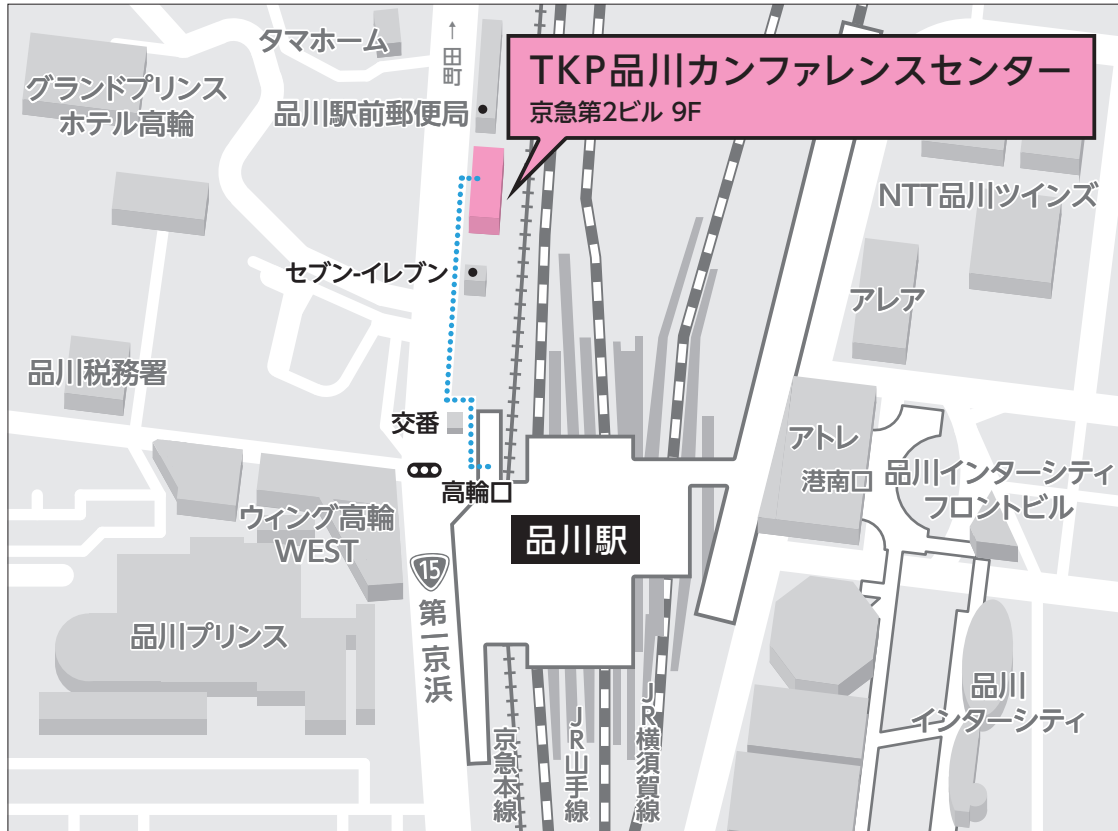 タマホーム
↑
田町
グランドプリンス
ホテル高輪
品川駅前郵便局
TKP品川カンファレンスセンター
京急第2ビル 9F
NTT品川ツインズ
セブン-イレブン
アレア
品川税務署
交番
高輪口
アトレ
港南口
品川インターシティ
フロントビル
ウィング高輪
WEST
品川駅
15
第一京浜
品川プリンス
品川
インターシティ
京急本線
JR山手線
JR横須賀線